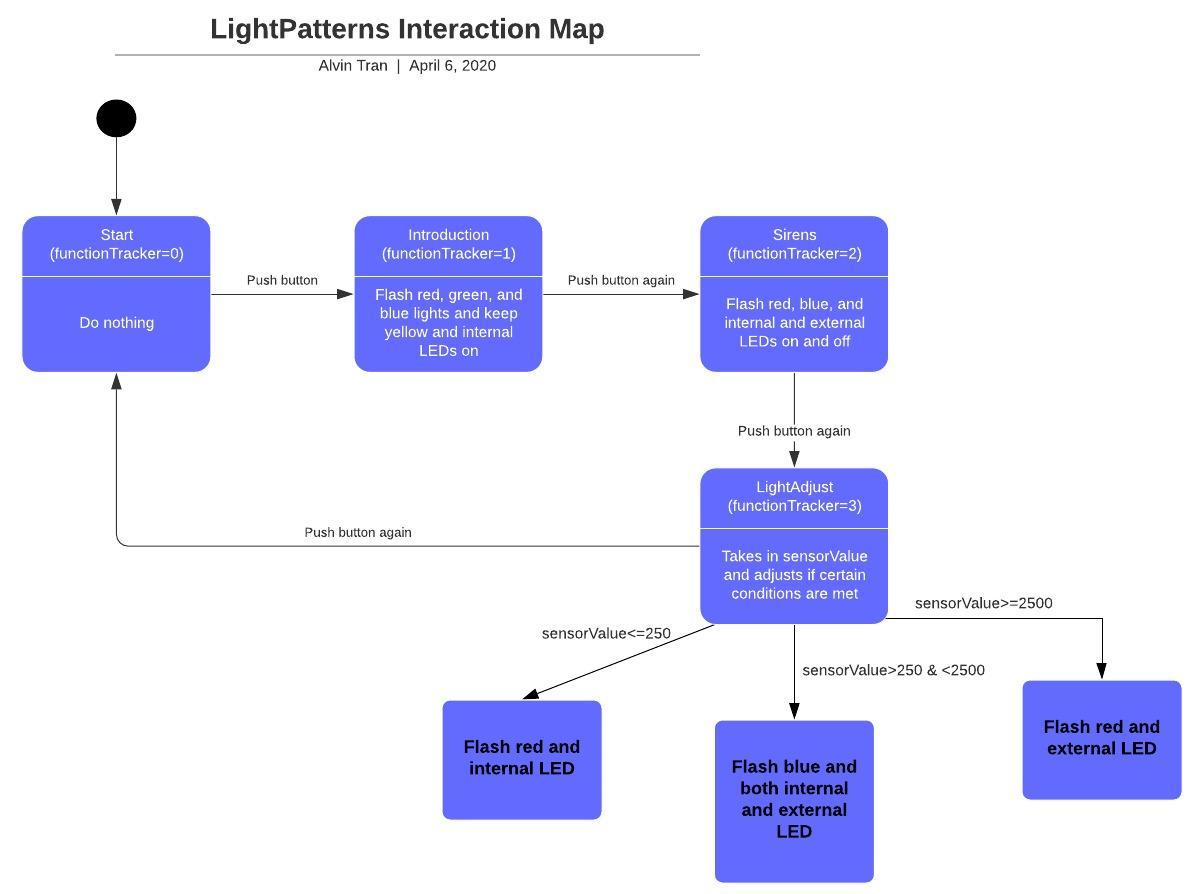 LightPatterns Interaction Map
Alvin Tran | April 6, 2020
Start
(functionTracker=0)
Do nothing
Push button
Introduction
(functionTracker=1)
Flash red, green, and
blue lights and keep
yellow and internal
LEDs on
Push button again
Sirens
(functionTracker=2)
Flash red, blue, and
internal and external
LEDs on and off
Push button again
LightAdjust
(functionTracker=3)
Takes in sensorValue
and adjusts if certain
conditions are met
Push button again
sensorValue<=250
sensorValue>250 & <2500
sensorValue>=2500
Flash red and
internal LED
Flash blue and
both internal
and external
LED
Flash red and
external LED